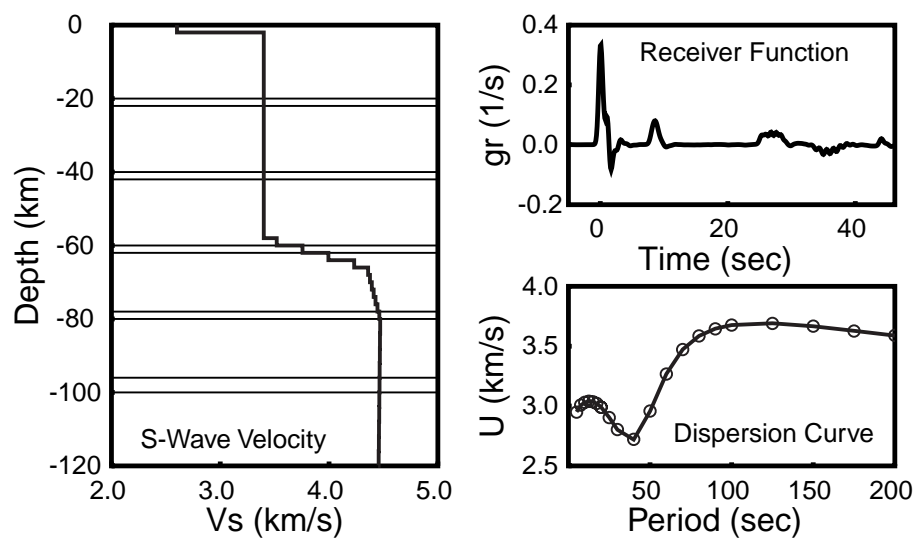 0
-20
-40
-60
-80
-100
-120
Depth (km)
S-Wave Velocity
2.0 3.0 4.0 5.0
Vs (km/s)
0.4
0.2
0.0
-0.2
gr (1/s)
Receiver Function
0 20 40
Time (sec)
4.0
3.5
3.0
2.5
U (km/s)
Dispersion Curve
50 100 150 200
Period (sec)